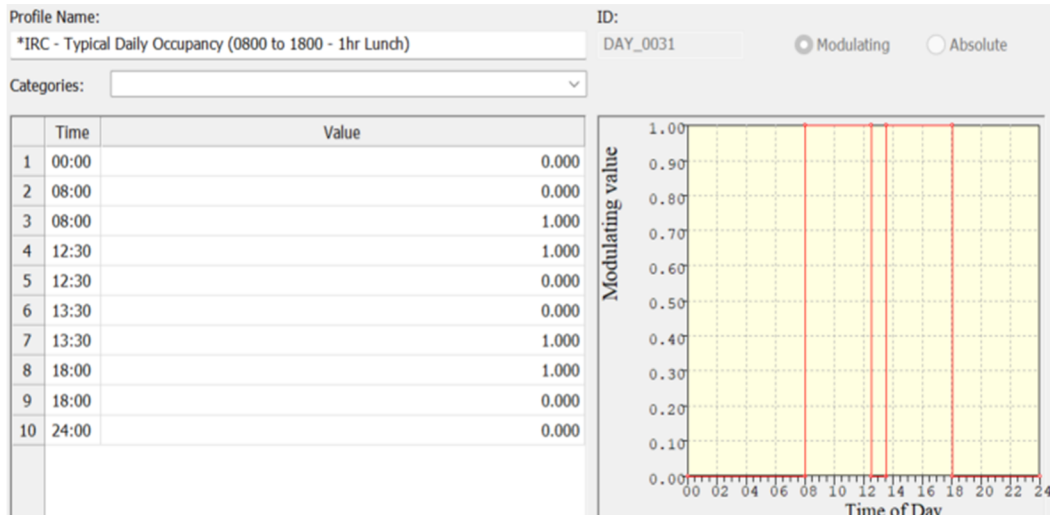 Profile Name:
ID:
*IRC - Typical Daily Occupancy (0800 to 1800 - 1hr Lunch)
DAY_0031
Modulating
Absolute
Categories:
Time Value
1 00:00 0.000
2 08:00 0.000
3 08:00 1.000
4 12:30 1.000
5 12:30 0.000
6 13:30 0.000
7 13:30 1.000
8 18:00 1.000
9 18:00 0.000
10 24:00 0.000
Modulating value
1.00
0.90
0.80
0.70
0.60
0.50
0.40
0.30
0.20
0.10
0.00
00 02 04 06 08 10 12 14 16 18 20 22 24
Time of Day